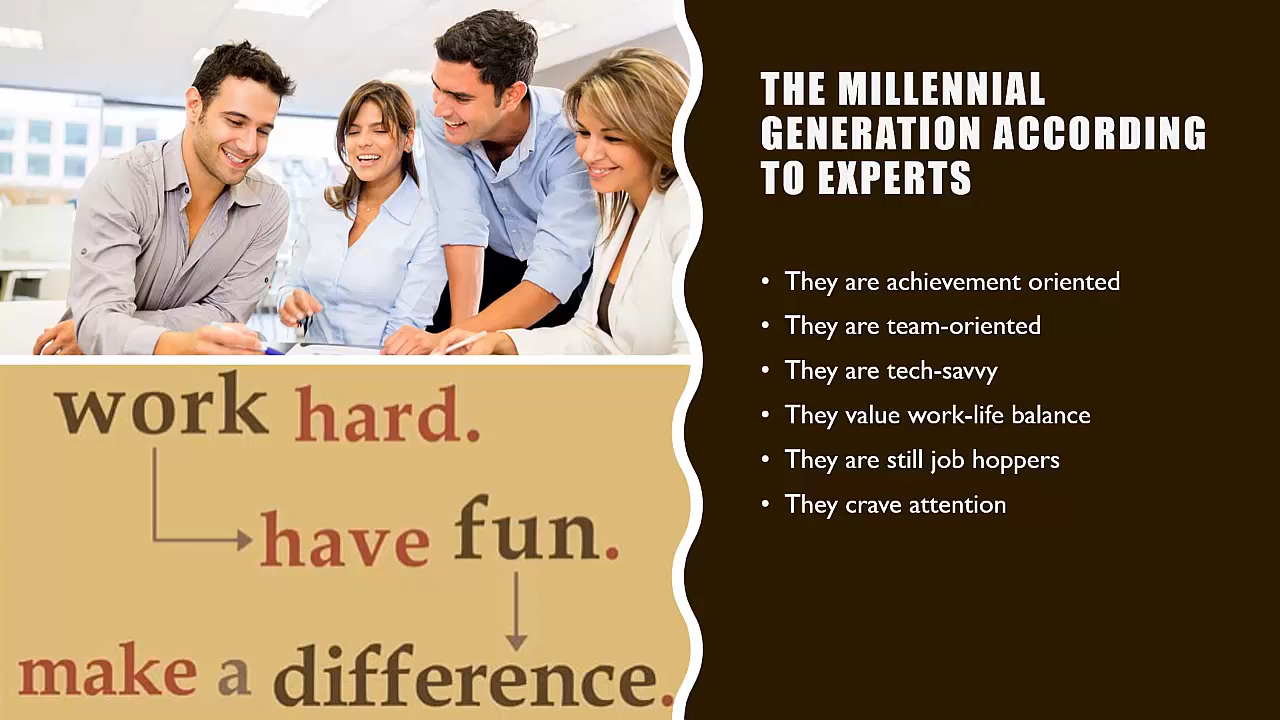 THE MILLENNIAL
GENERATION ACCORDING
TO EXPERTS
• They are achievement oriented
• They are team-oriented
• They are tech-savvy
• They value work-life balance
• They are still job hoppers
• They crave attention
work hard.
have fun.
make a difference.